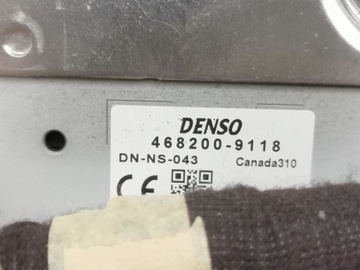 DENSO
468200-9118
DN-NS-043 Canada310
CE